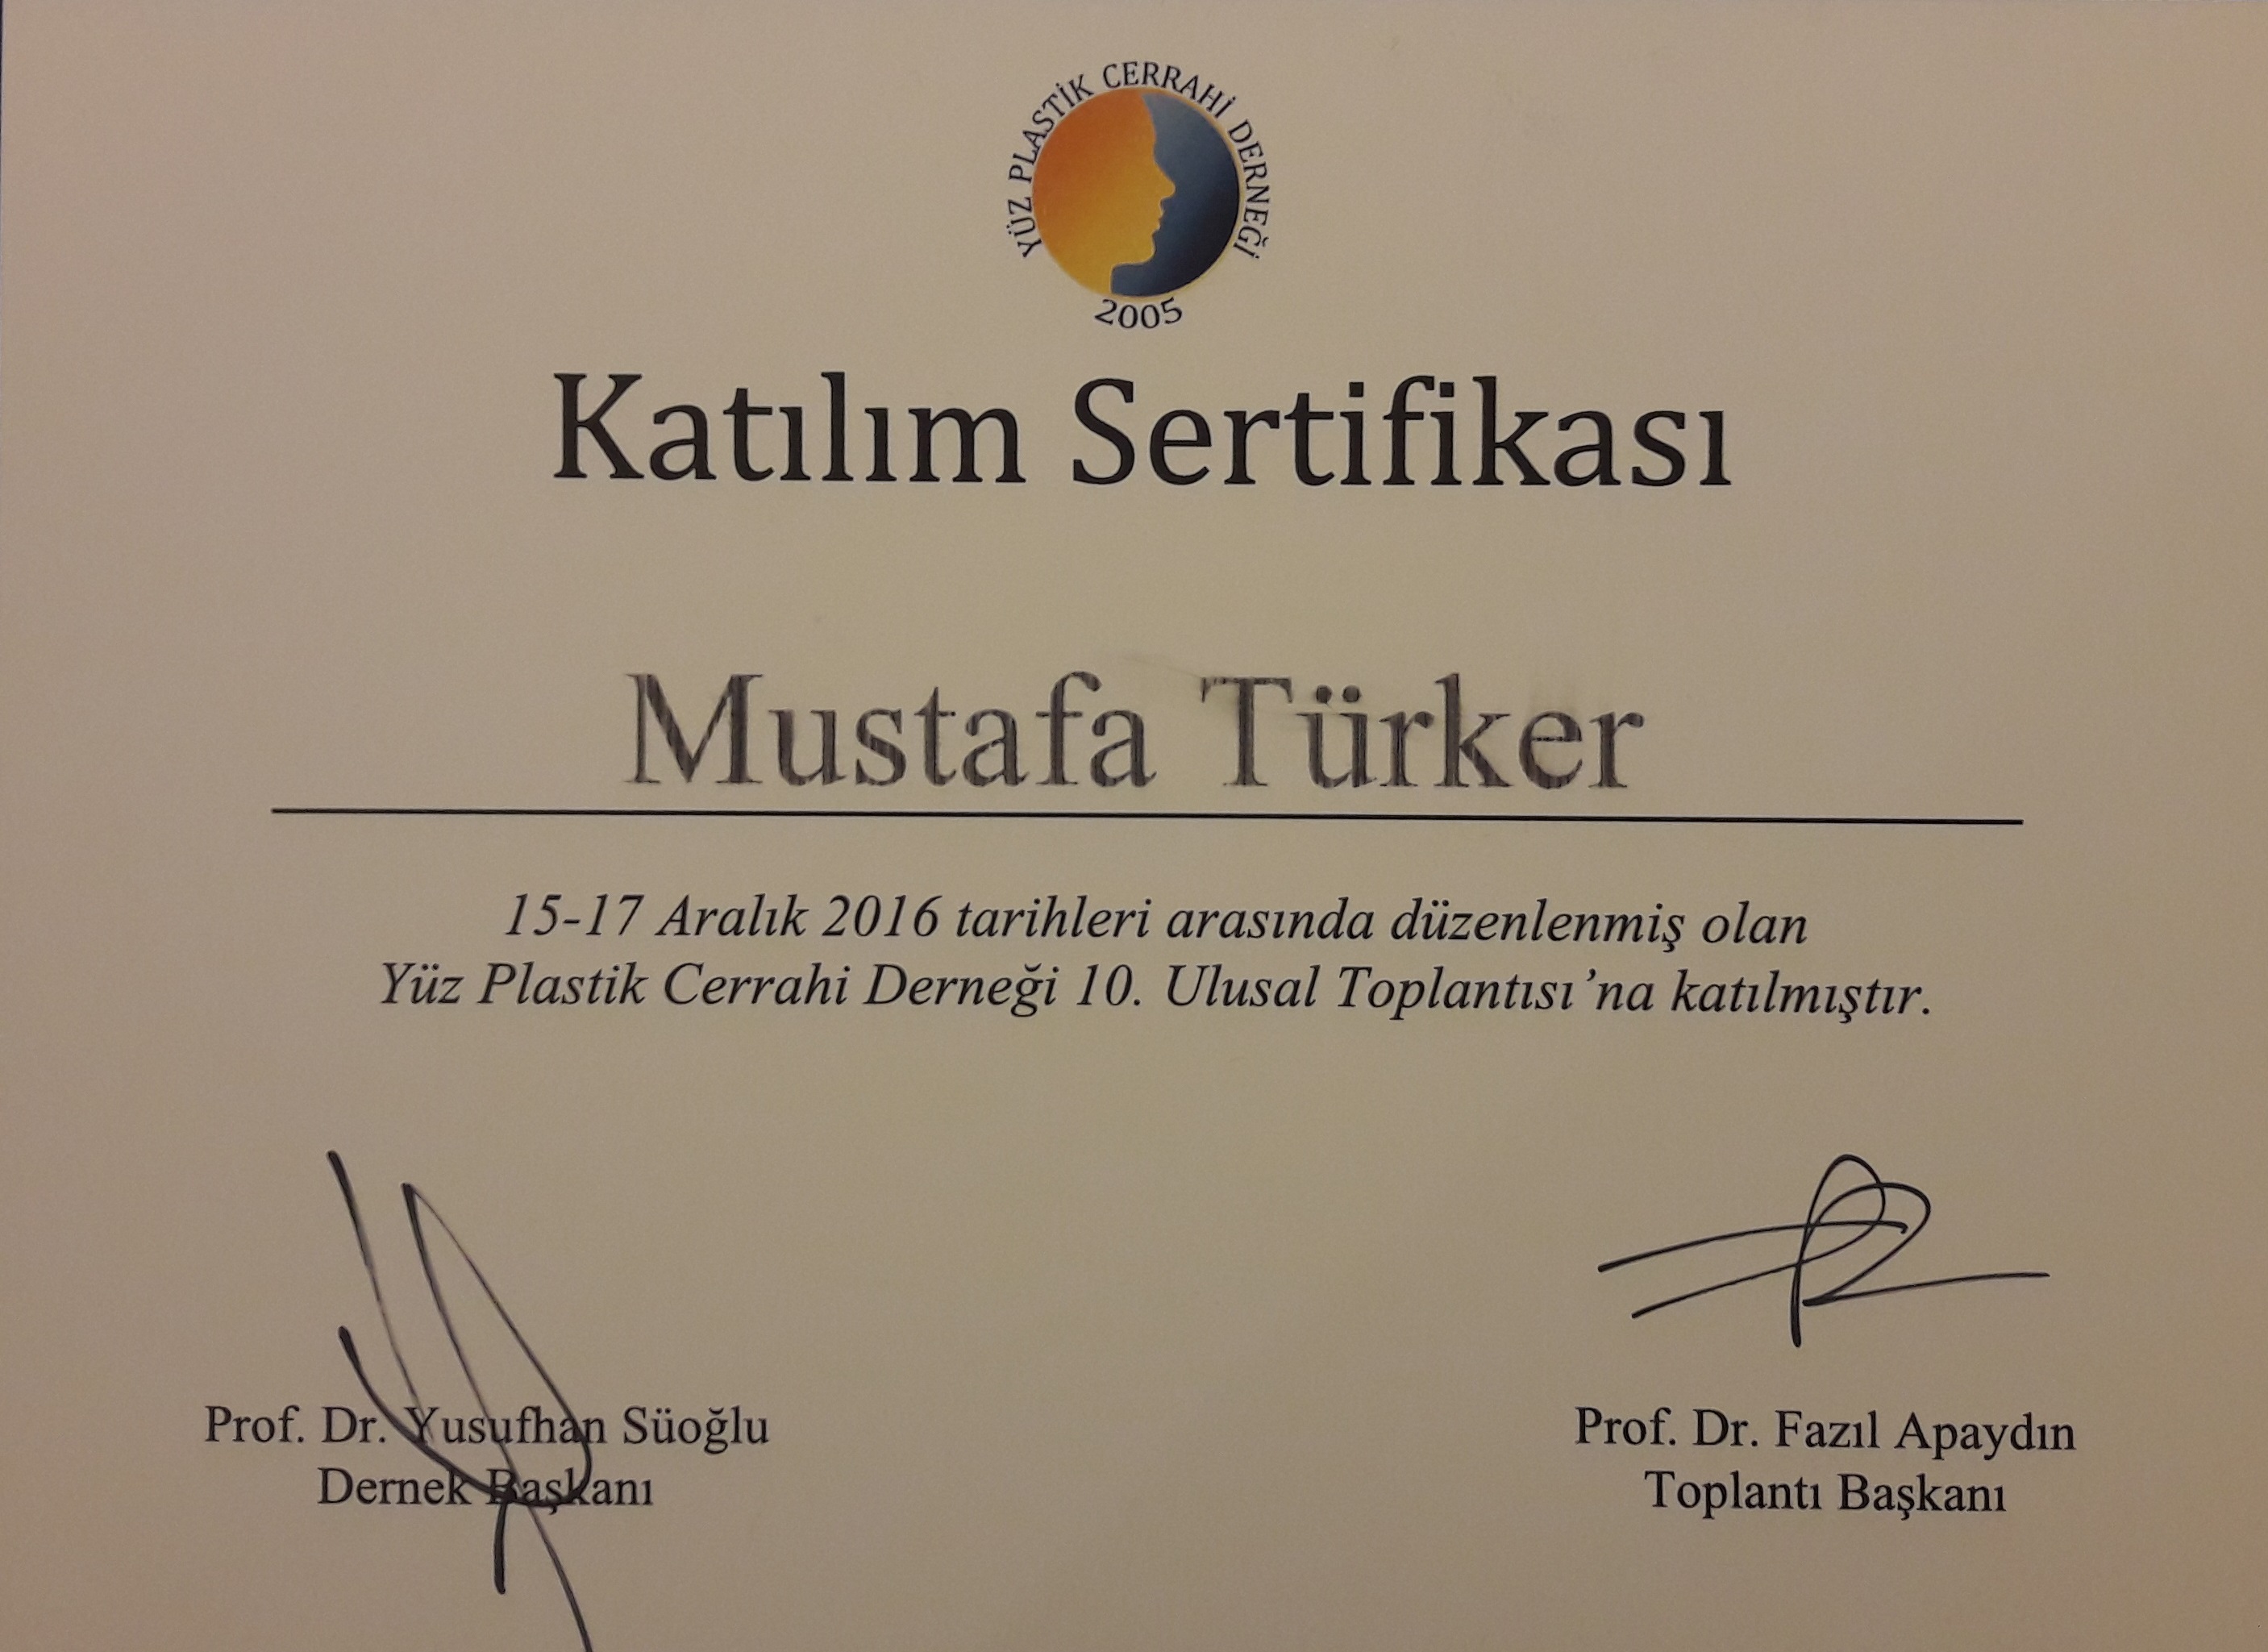 YÜZ PLASTİK CERRAHİ DERNEĞİ
2005
Katılım Sertifikası
Mustafa Türker
15-17 Aralık 2016 tarihleri arasında düzenlenmiş olan
Yüz Plastik Cerrahi Derneği 10. Ulusal Toplantısı’na katılmıştır.
Prof. Dr. Yusufhan Süoğlu
Dernek Başkanı
Prof. Dr. Fazıl Apaydın
Toplantı Başkanı